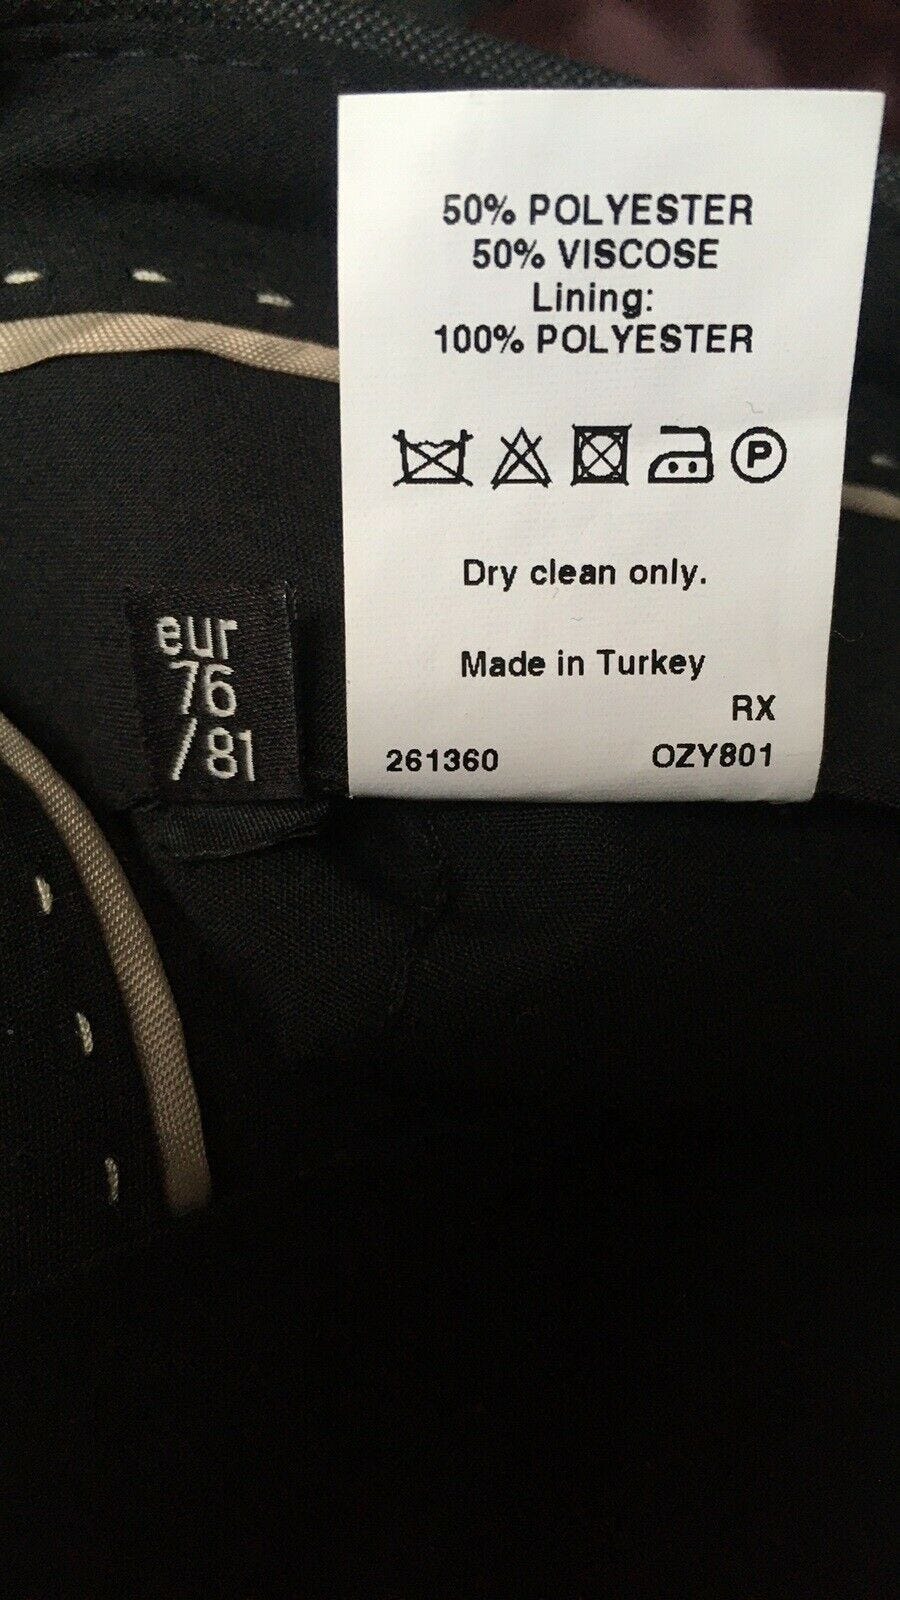 50% POLYESTER
50% VISCOSE
Lining:
100% POLYESTER
P
Dry clean only.
Made in Turkey
RX
261360 OZY801
eur
76
/81